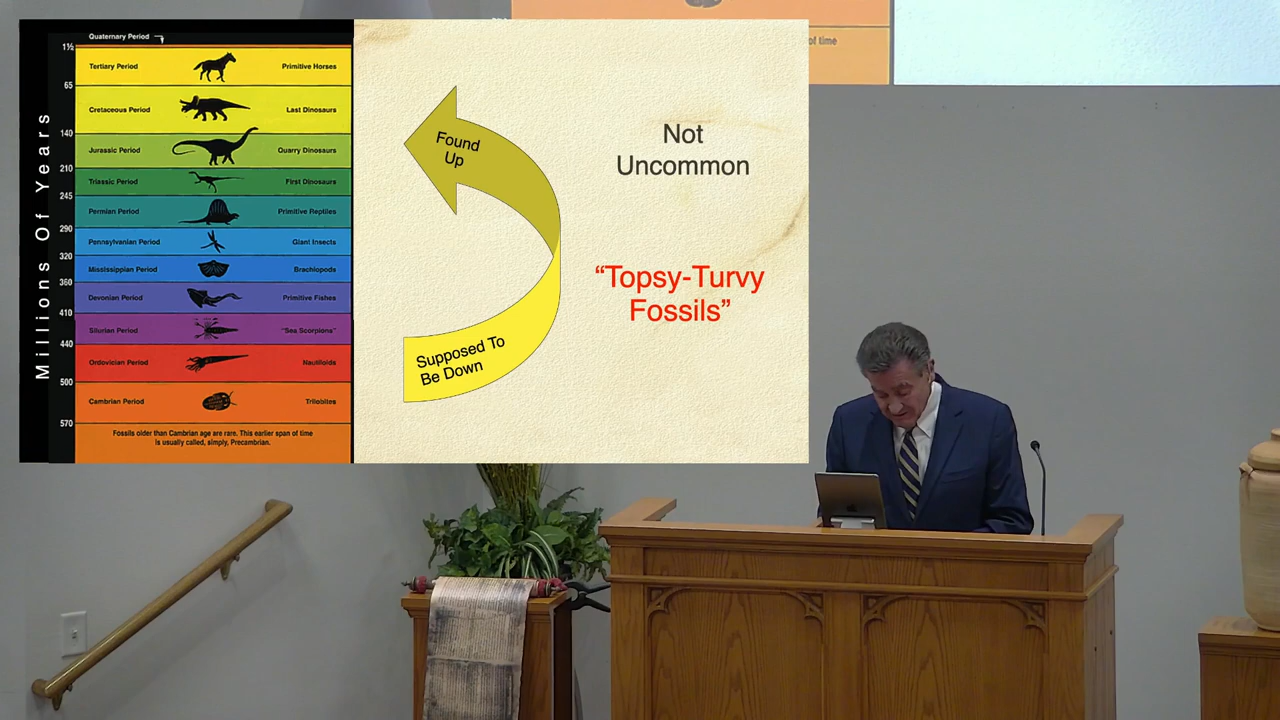 Millions Of Years
Quaternary Period
1½
Tertiary Period Primitive Horses
65
Cretaceous Period Last Dinosaurs
140
Jurassic Period Quarry Dinosaurs
210
Triassic Period First Dinosaurs
245
Permian Period Primitive Reptiles
290
Pennsylvanian Period Giant Insects
320
Mississippian Period Brachiopods
360
Devonian Period Primitive Fishes
410
Silurian Period "Sea Scorpions"
440
Ordovician Period Nautiloids
500
Cambrian Period Trilobites
570
Fossils older than Cambrian age are rare. This earlier span of time
is usually called, simply, Precambrian.
Found
Up
Supposed To
Be Down
Not
Uncommon
“Topsy-Turvy
Fossils”
of time